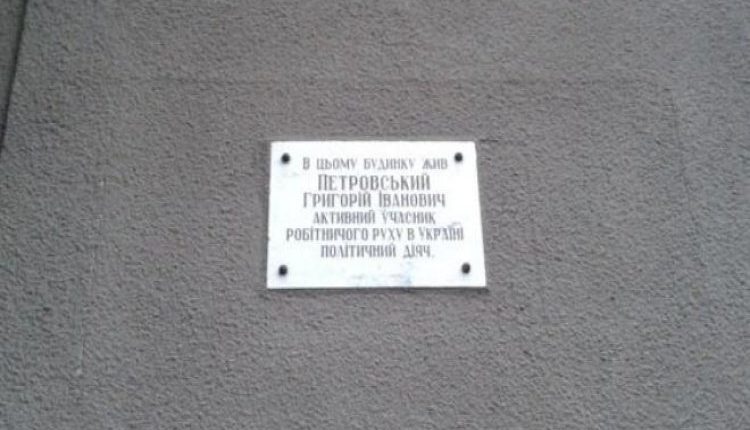 В ЦЬОМУ БУДИНКУ ЖИВ
ПЕТРОВСЬКИЙ
ГРИГОРІЙ ІВАНОВИЧ
АКТИВНИЙ УЧАСНИК
РОБІТНИЧОГО РУХУ В УКРАЇНІ
ПОЛІТИЧНИЙ ДІЯЧ.